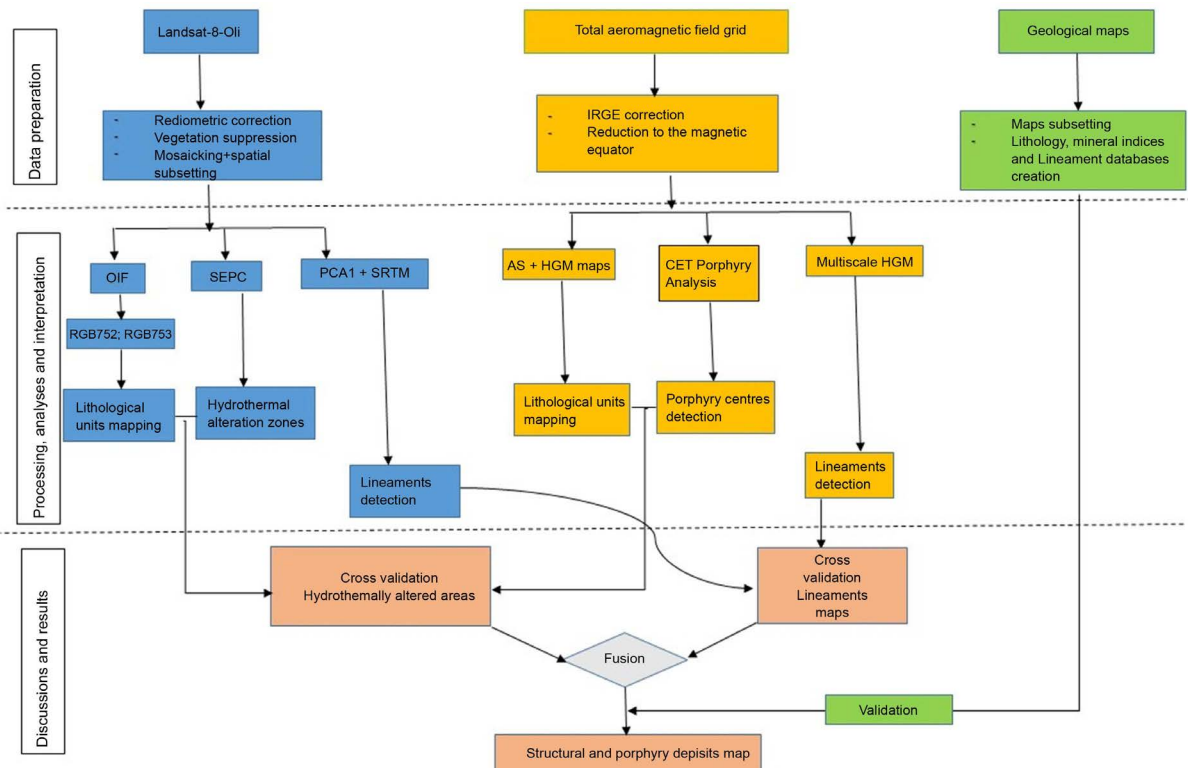 Data preparation
Landsat-8-Oli
Total aeromagnetic field grid
Geological maps
- Rediometric correction
- Vegetation suppression
- Mosaicking+spatial
subsetting
- IRGE correction
- Reduction to the magnetic
equator
- Maps subsetting
- Lithology, mineral indices
and Lineament databases
creation
Processing, analyses and interpretation
OIF
SEPC
PCA1 + SRTM
AS + HGM maps
CET Porphyry
Analysis
Multiscale HGM
RGB752; RGB753
Lithological
units mapping
Hydrothermal
alteration zones
Lithological units
mapping
Porphyry centres
detection
Lineaments
detection
Lineaments
detection
Discussions and results
Cross validation
Hydrothemally altered areas
Cross
validation
Lineaments
maps
Fusion
Validation
Structural and porphyry depisits map